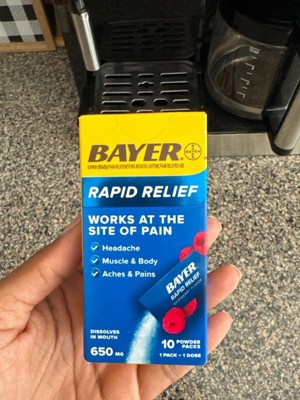 BAYER
BAYER
RAPID RELIEF
WORKS AT THE
SITE OF PAIN
Headache
Muscle & Body
Aches & Pains
BAYER
RAPID RELIEF
DISSOLVES
IN MOUTH
650 MG
10 POWDER
PACKS
1 PACK = 1 DOSE